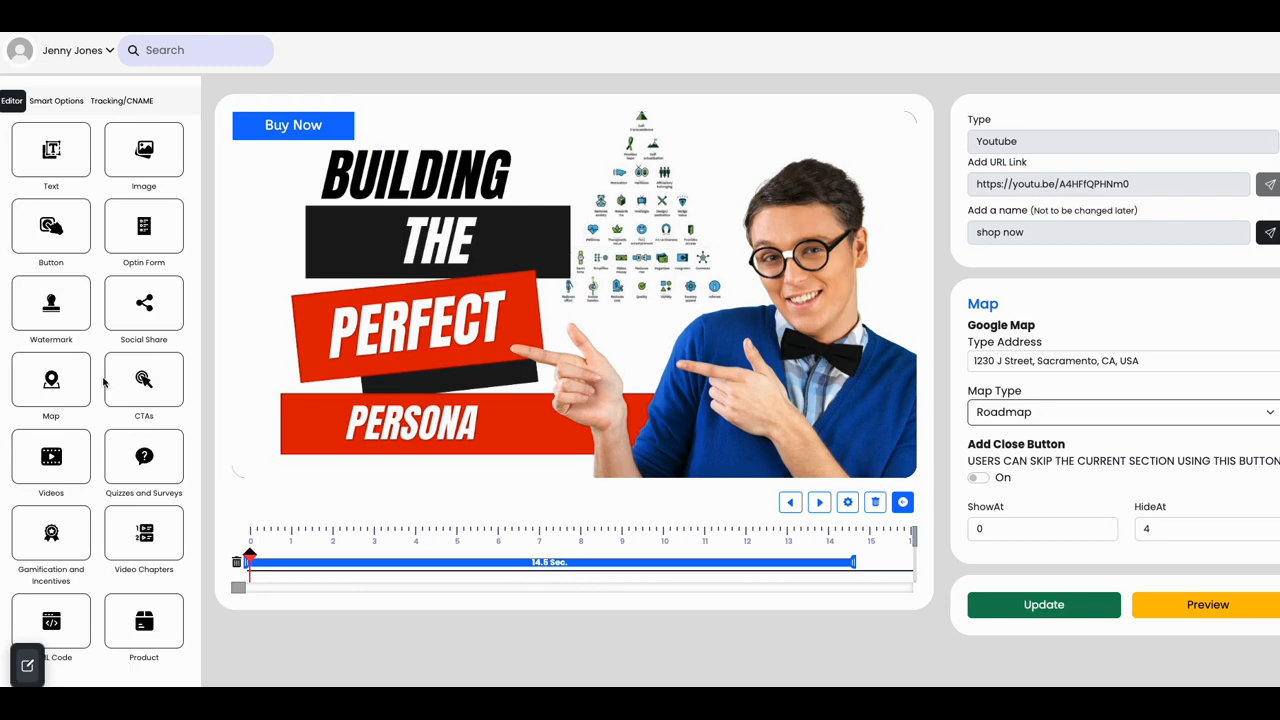 Jenny Jones
Search
Editor
Smart Options
Tracking/CNAME
Text
Image
Button
Optin Form
Watermark
Social Share
Map
CTAs
Videos
Quizzes and Surveys
Gamification and
Incentives
Video Chapters
Product
Buy Now
BUILDING
THE
PERFECT
PERSONA
0 1 2 3 4 5 6 7 8 9 10 11 12 13 14 15
14.5 Sec.
Type
Youtube
Add URL Link
https://youtu.be/A4HFfQPHNm0
Add a name (Not to be changed later)
shop now
Map
Google Map
Type Address
1230 J Street, Sacramento, CA, USA
Map Type
Roadmap
Add Close Button
USERS CAN SKIP THE CURRENT SECTION USING THIS BUTTON
On
ShowAt
HideAt
0
4
Update
Preview